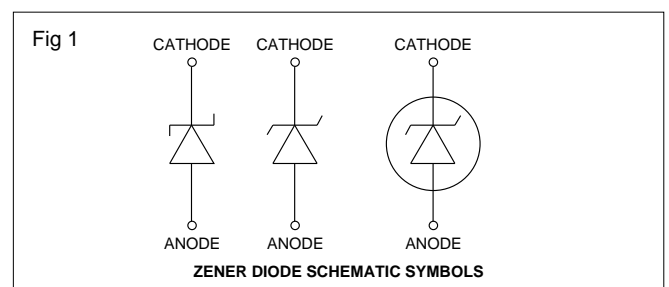 Fig 1
CATHODE CATHODE CATHODE
ANODE ANODE ANODE
ZENER DIODE SCHEMATIC SYMBOLS